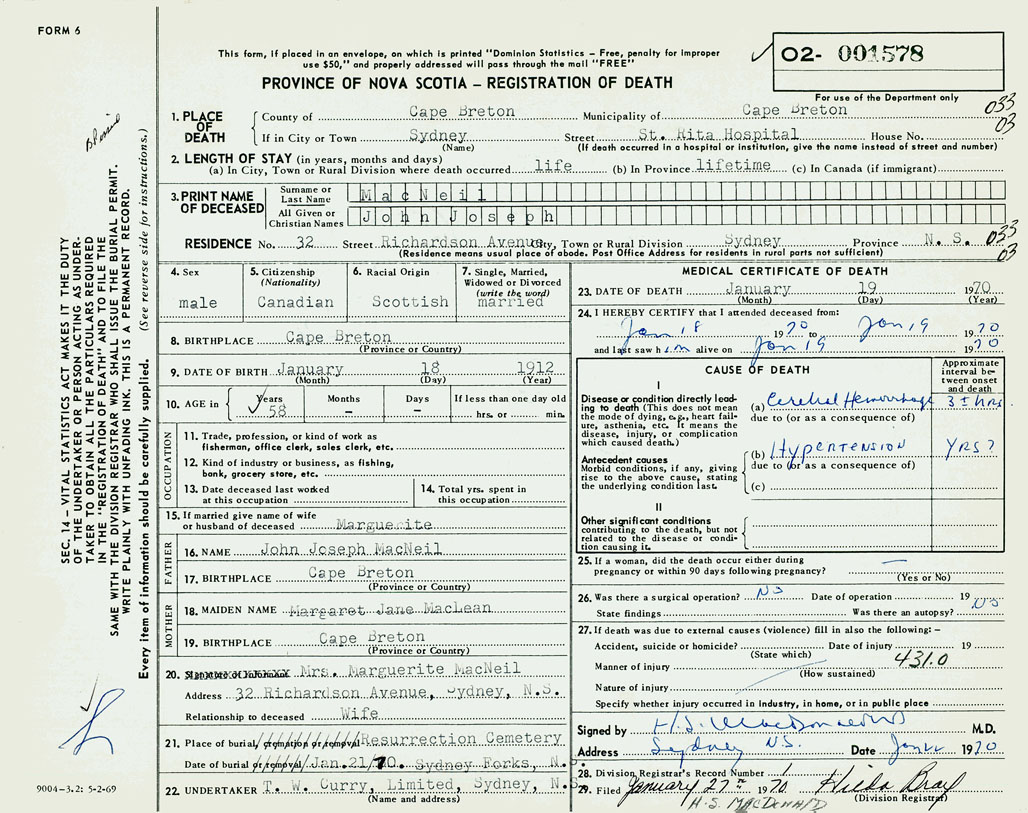 FORM 6
This form, if placed in an envelope, on which is printed "Dominion Statistics – Free, penalty for improper
use $50," and properly addressed will pass through the mail "FREE"
PROVINCE OF NOVA SCOTIA – REGISTRATION OF DEATH
02- 001578
For use of the Department only
033
03
SEC. 14 – VITAL STATISTICS ACT MAKES IT THE DUTY
OF THE UNDERTAKER OR PERSON ACTING AS UNDER-
TAKER TO OBTAIN ALL THE PARTICULARS REQUIRED
IN THE "REGISTRATION OF DEATH" AND TO FILE THE
SAME WITH THE DIVISION REGISTRAR WHO SHALL ISSUE THE BURIAL PERMIT.
WRITE PLAINLY WITH UNFADING INK. THIS IS A PERMANENT RECORD.
Every item of information should be carefully supplied. (See reverse side for instructions.)
1. PLACE OF DEATH
County of Cape Breton Municipality of Cape Breton
If in City or Town Sydney Street St. Rita Hospital House No.
(Name) (If death occurred in a hospital or institution, give the name instead of street and number)
2. LENGTH OF STAY (in years, months and days)
(a) In City, Town or Rural Division where death occurred life (b) In Province lifetime (c) In Canada (if immigrant)
3. PRINT NAME OF DECEASED
Surname or Last Name MacNeil
All Given or Christian Names John Joseph
RESIDENCE No. 32 Street Richardson Avenue City, Town or Rural Division Sydney Province N. S. 033
(Residence means usual place of abode. Post Office Address for residents in rural parts not sufficient) 03
4. Sex male
5. Citizenship (Nationality) Canadian
6. Racial Origin Scottish
7. Single, Married, Widowed or Divorced (write the word) married
8. BIRTHPLACE Cape Breton
(Province or Country)
9. DATE OF BIRTH January 18 1912
(Month) (Day) (Year)
10. AGE in Years 58 Months – Days – If less than one day old hrs. or min.
OCCUPATION
11. Trade, profession, or kind of work as
fisherman, office clerk, sales clerk, etc.
12. Kind of industry or business, as fishing,
bank, grocery store, etc.
13. Date deceased last worked
at this occupation
14. Total yrs. spent in
this occupation
15. If married give name of wife
or husband of deceased Marguerite
FATHER
16. NAME John Joseph MacNeil
17. BIRTHPLACE Cape Breton
(Province or Country)
MOTHER
18. MAIDEN NAME Margaret Jane MacLean
19. BIRTHPLACE Cape Breton
(Province or Country)
20. Mrs. Marguerite MacNeil
Address 32 Richardson Avenue, Sydney, N.S.
Relationship to deceased Wife
21. Place of burial, cremation or removal Resurrection Cemetery
Date of burial or removal Jan.21/70. Sydney Forks, N.S.
22. UNDERTAKER T. W. Curry, Limited, Sydney, N.S.
(Name and address)
MEDICAL CERTIFICATE OF DEATH
23. DATE OF DEATH January 19 1970
(Month) (Day) (Year)
24. I HEREBY CERTIFY that I attended deceased from:
Jan 18 1970 to Jan 19 1970
and last saw him alive on Jan 19 1970
CAUSE OF DEATH
Approximate interval between onset and death
I
Disease or condition directly lead-
ing to death (This does not mean
the mode of dying, e.g., heart fail-
ure, asthenia, etc. It means the
disease, injury, or complication
which caused death.)
(a) Cerebral Hemorrhage 3 ± hrs
due to (or as a consequence of)
Antecedent causes
Morbid conditions, if any, giving
rise to the above cause, stating
the underlying condition last.
(b) Hypertension yrs?
due to (or as a consequence of)
(c)
II
Other significant conditions
contributing to the death, but not
related to the disease or condi-
tion causing it.
25. If a woman, did the death occur either during
pregnancy or within 90 days following pregnancy? —
(Yes or No)
26. Was there a surgical operation? No Date of operation 19
State findings Was there an autopsy? No
27. If death was due to external causes (violence) fill in also the following: –
Accident, suicide or homicide? Date of injury 19
(State which)
Manner of injury 431.0
(How sustained)
Nature of injury
Specify whether injury occurred in industry, in home, or in public place
Signed by H.S. MacDonald M.D.
Address Sydney N.S. Date Jan 1970
28. Division Registrar's Record Number 1
29. Filed January 27th 1970 Hilda Bray
(Division Registrar)
H.S. MACDONALD
9004-3.2: 5-2-69